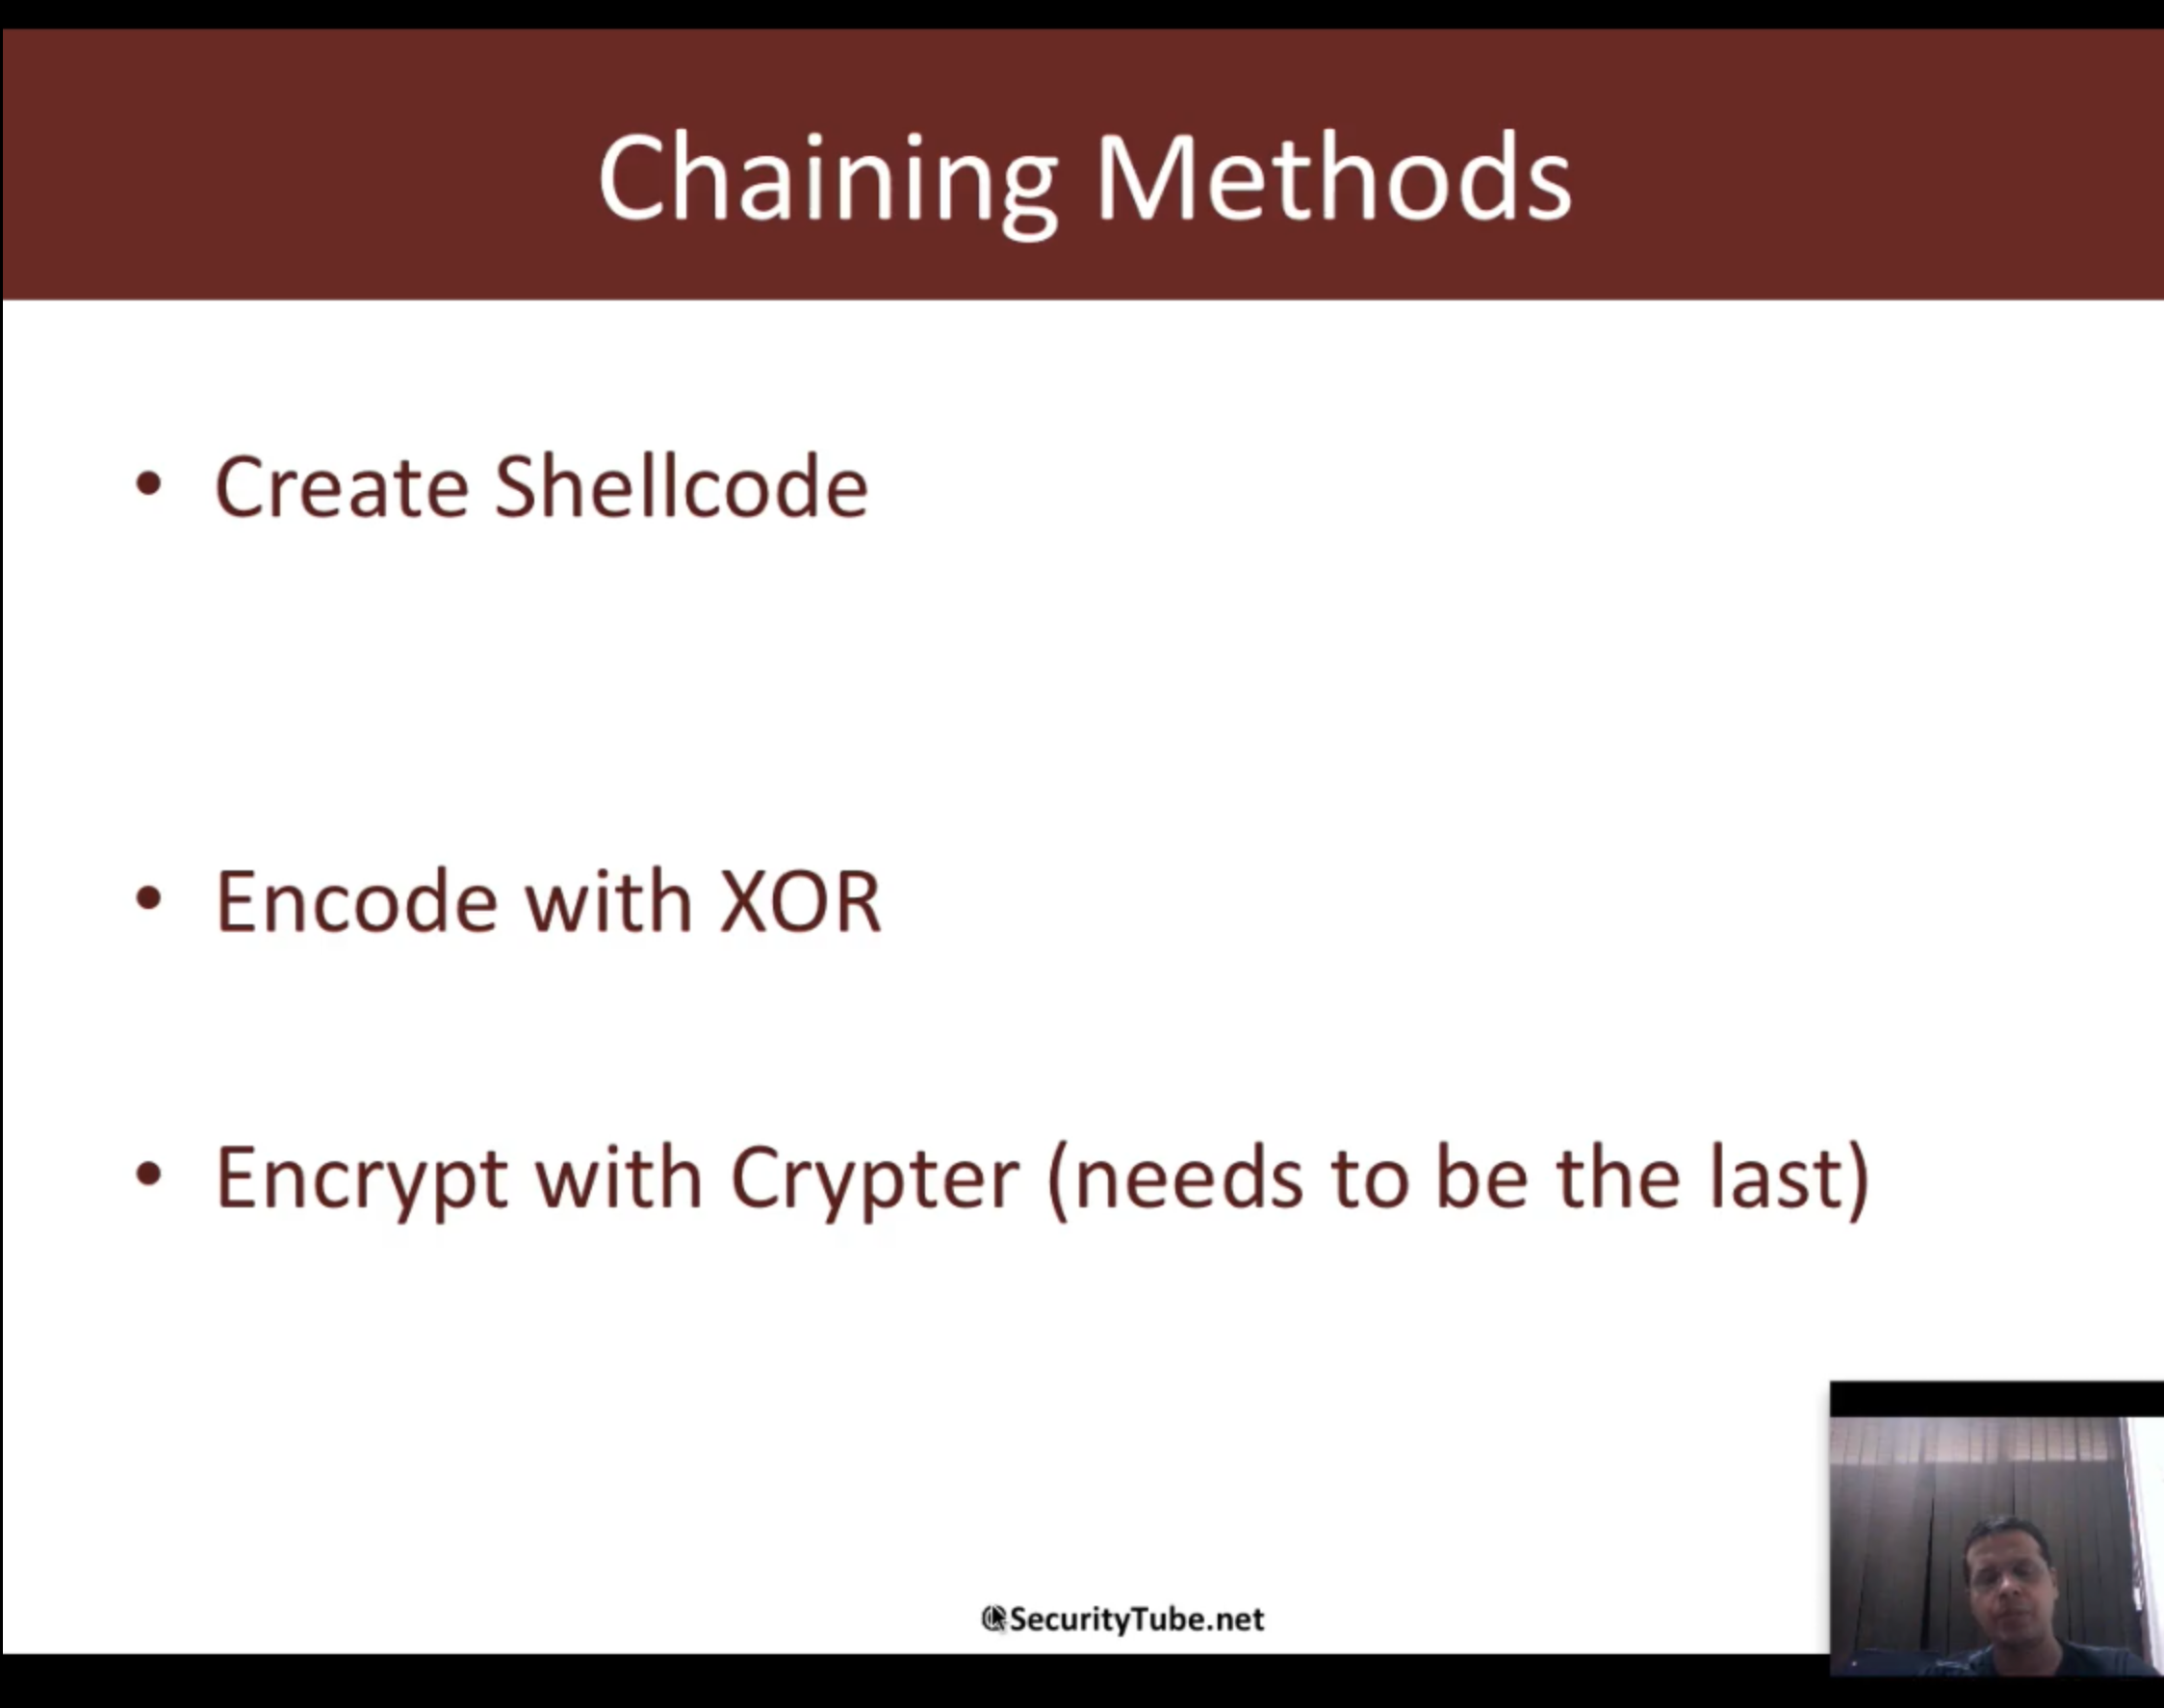 Chaining Methods
• Create Shellcode
• Encode with XOR
• Encrypt with Crypter (needs to be the last)
©SecurityTube.net